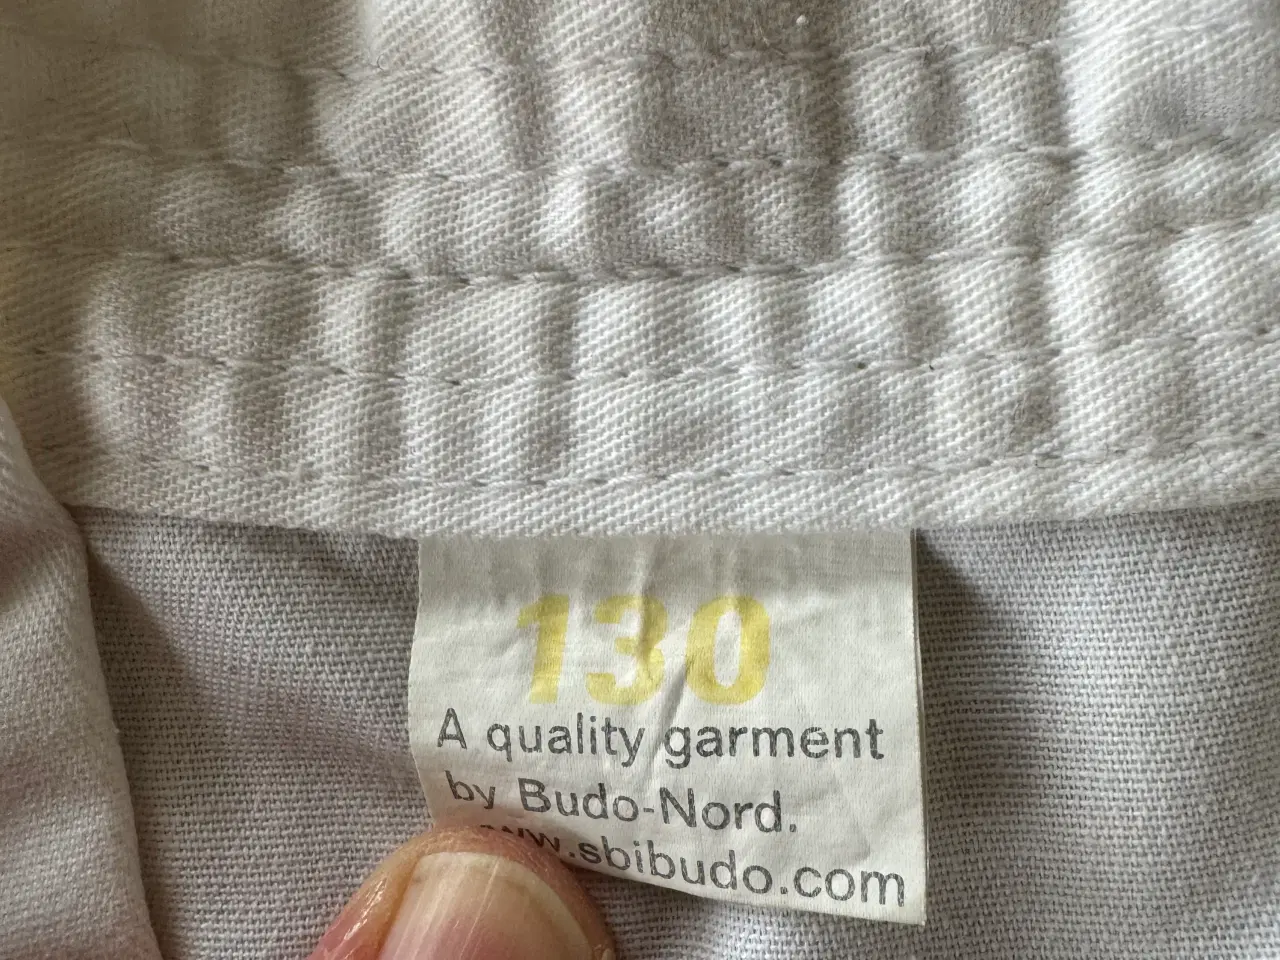 130
A quality garment
by Budo-Nord.
www.sbibudo.com